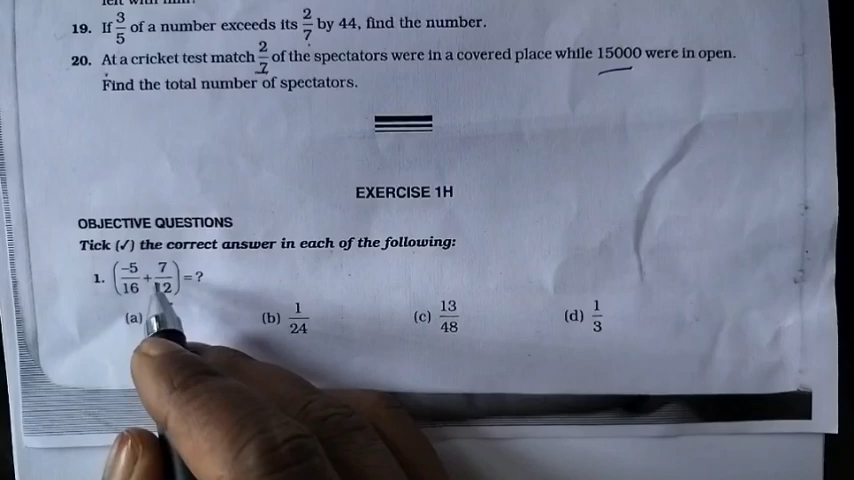 left with him?
19. If 3/5 of a number exceeds its 2/7 by 44, find the number.
20. At a cricket test match 2/7 of the spectators were in a covered place while 15000 were in open.
Find the total number of spectators.
EXERCISE 1H
OBJECTIVE QUESTIONS
Tick (✓) the correct answer in each of the following:
1. (-5/16 + 7/12) = ?
(a) (b) 1/24 (c) 13/48 (d) 1/3